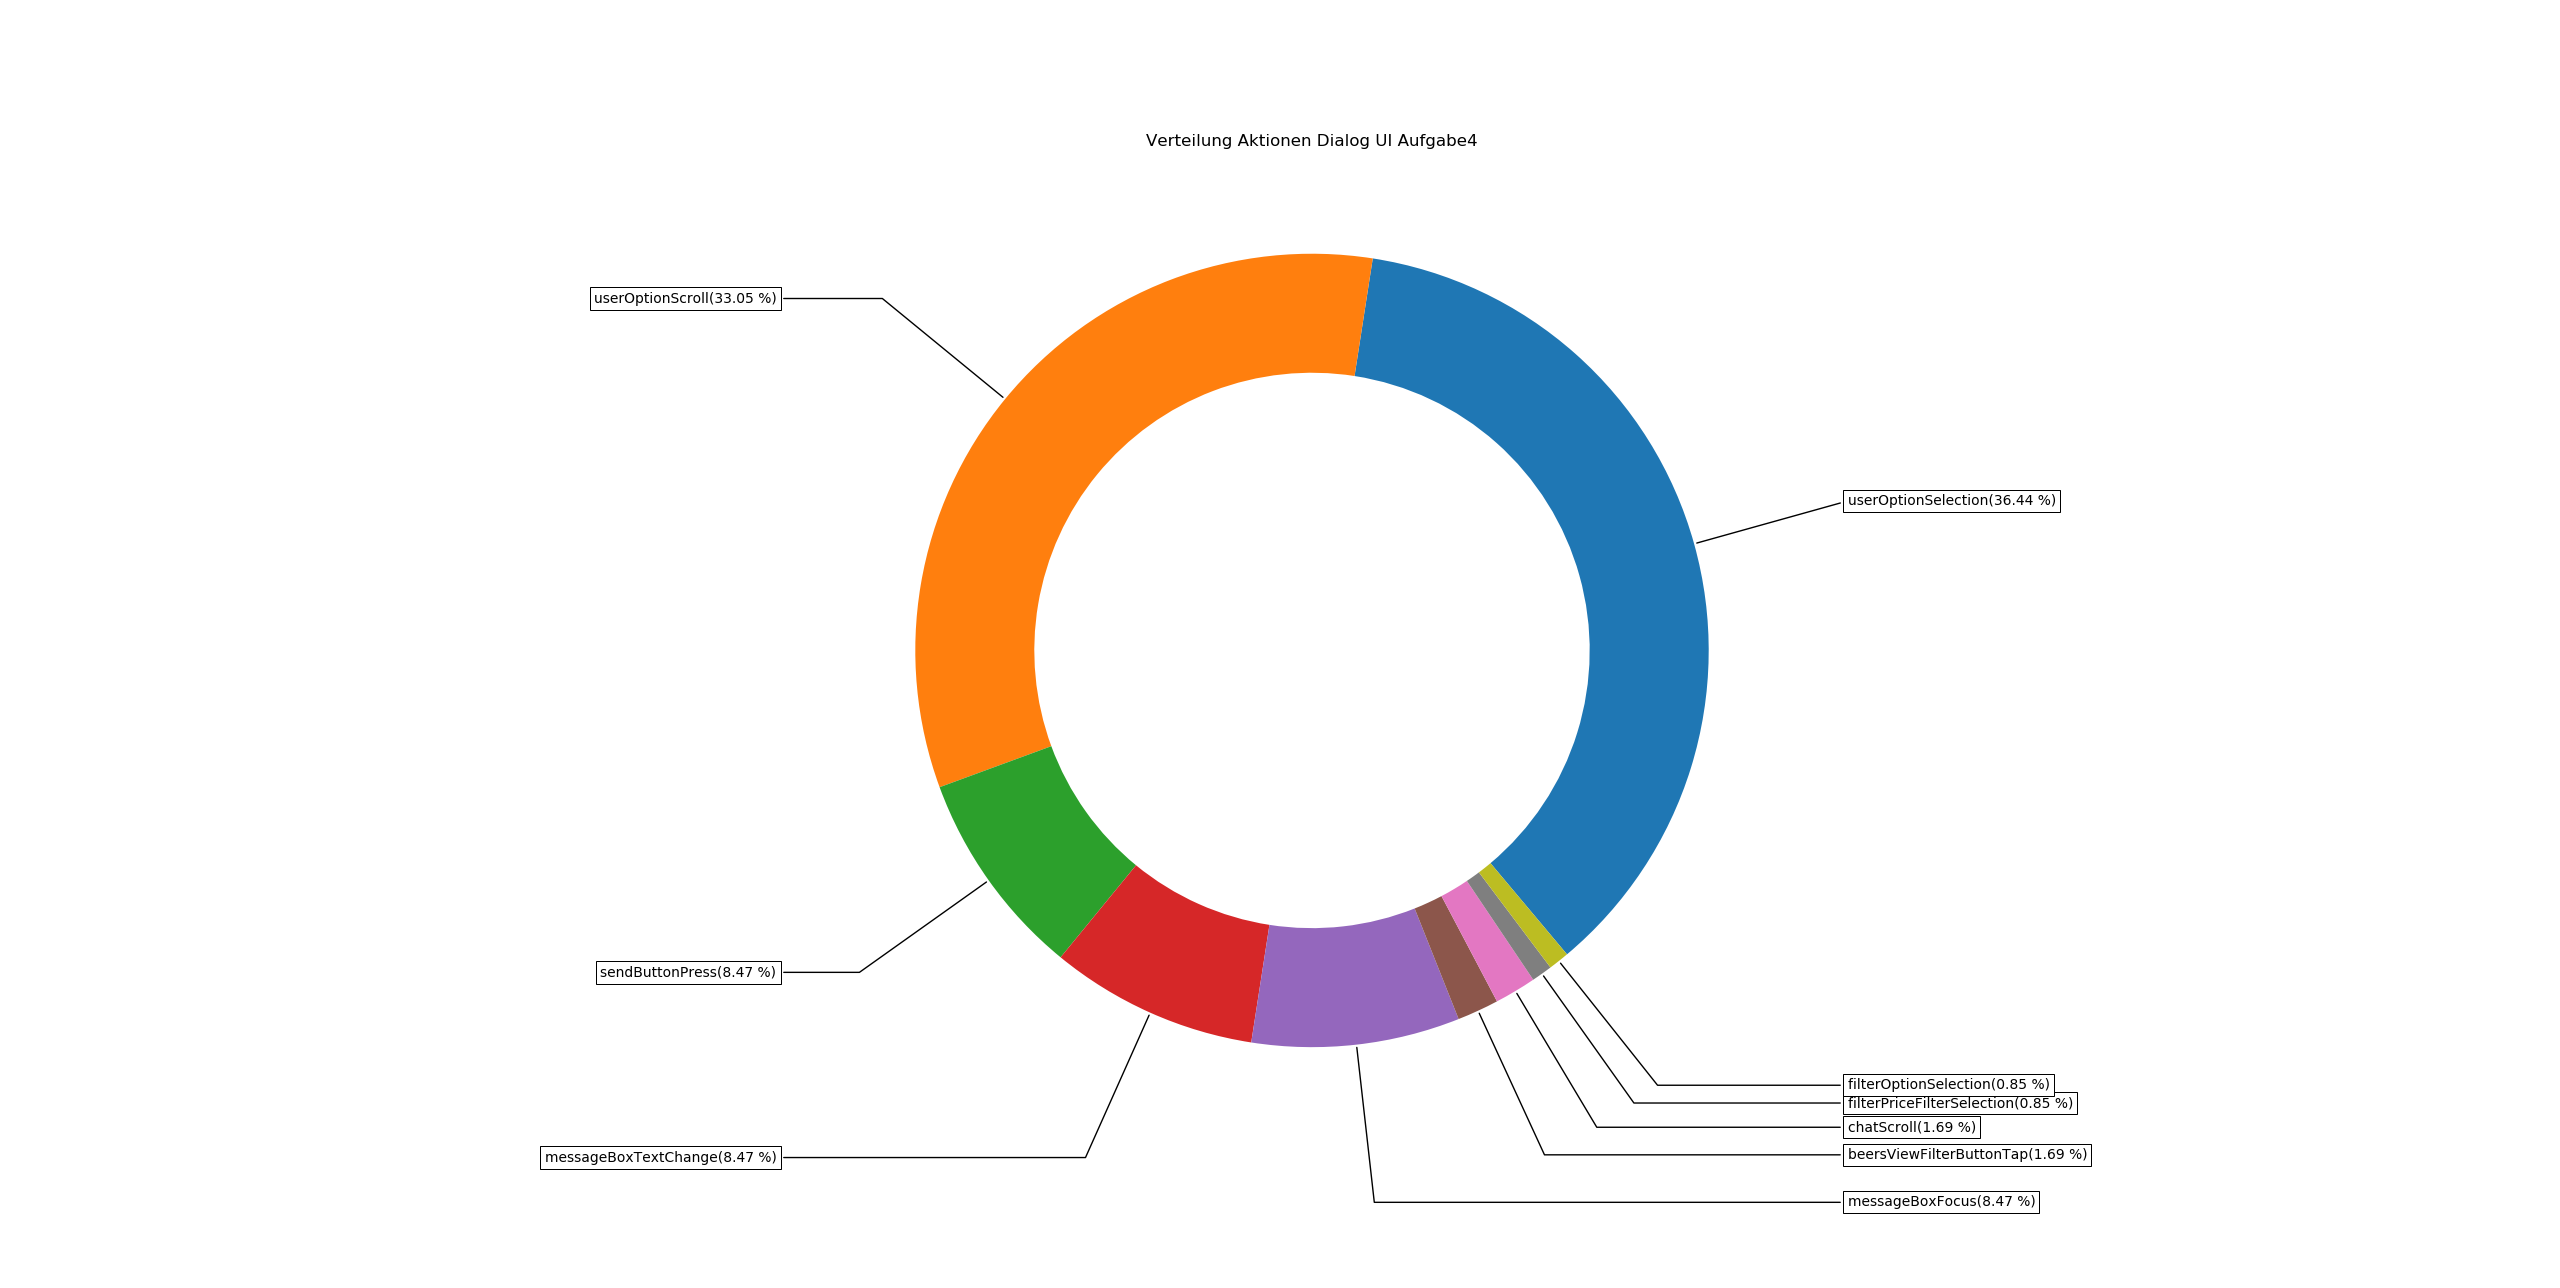 Verteilung Aktionen Dialog UI Aufgabe4
userOptionScroll(33.05 %)
userOptionSelection(36.44 %)
sendButtonPress(8.47 %)
filterOptionSelection(0.85 %)
filterPriceFilterSelection(0.85 %)
chatScroll(1.69 %)
beersViewFilterButtonTap(1.69 %)
messageBoxTextChange(8.47 %)
messageBoxFocus(8.47 %)